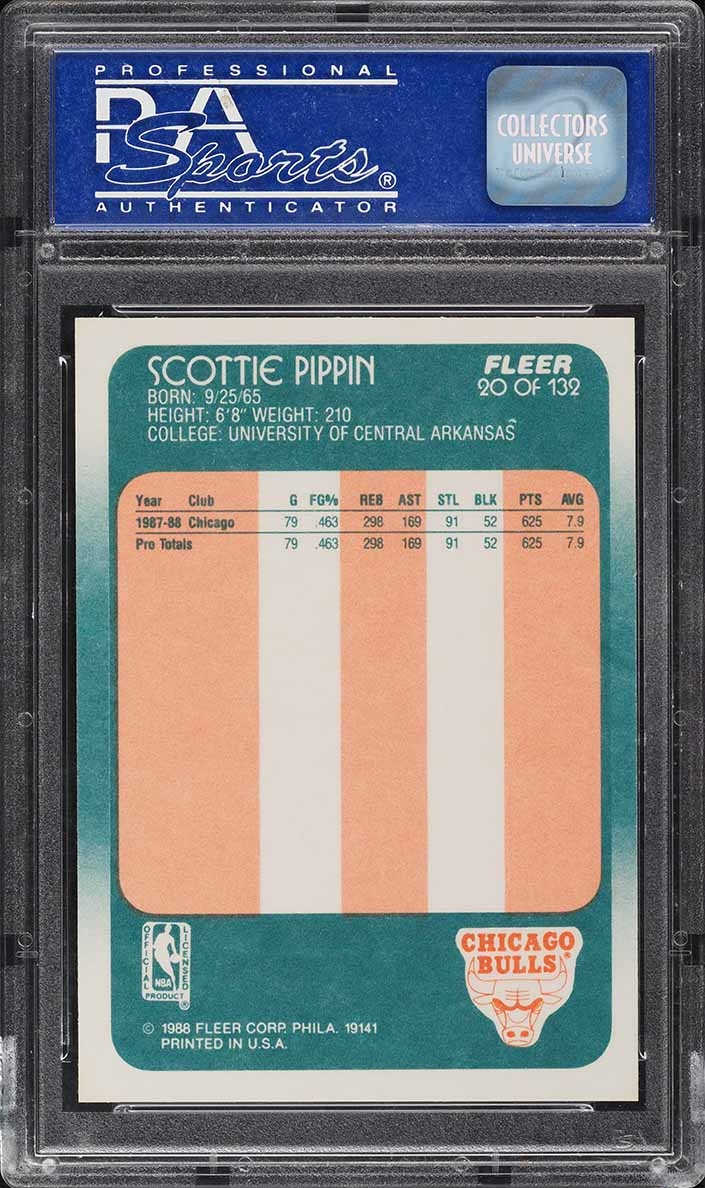 PROFESSIONAL
PSA
Sports®
AUTHENTICATOR
COLLECTORS
UNIVERSE
SCOTTIE PIPPIN
BORN: 9/25/65
HEIGHT: 6'8" WEIGHT: 210
COLLEGE: UNIVERSITY OF CENTRAL ARKANSAS
FLEER
20 OF 132
Year Club G FG% REB AST STL BLK PTS AVG
1987-88 Chicago 79 .463 298 169 91 52 625 7.9
Pro Totals 79 .463 298 169 91 52 625 7.9
OFFICIAL
LICENSED
NBA
PRODUCT ®
CHICAGO
BULLS®
© 1988 FLEER CORP. PHILA. 19141
PRINTED IN U.S.A.